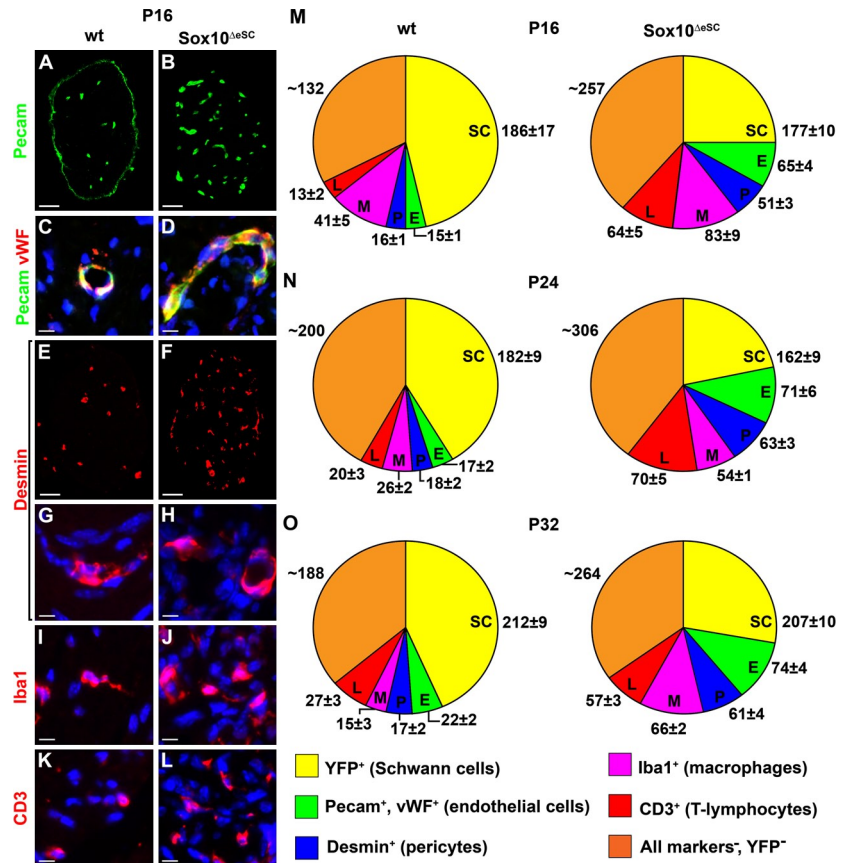 P16
wt Sox10ΔeSC
A B
Pecam
C D
Pecam vWF
E F
Desmin
G H
I J
Iba1
K L
CD3
M wt P16 Sox10ΔeSC
~132 SC 186±17
E 15±1
P 16±1
M 41±5
L 13±2
~257 SC 177±10
E 65±4
P 51±3
M 83±9
L 64±5
N P24
~200 SC 182±9
E 17±2
P 18±2
M 26±2
L 20±3
~306 SC 162±9
E 71±6
P 63±3
M 54±1
L 70±5
O P32
~188 SC 212±9
E 22±2
P 17±2
M 15±3
L 27±3
~264 SC 207±10
E 74±4
P 61±4
M 66±2
L 57±3
YFP+ (Schwann cells)
Pecam+, vWF+ (endothelial cells)
Desmin+ (pericytes)
Iba1+ (macrophages)
CD3+ (T-lymphocytes)
All markers-, YFP-